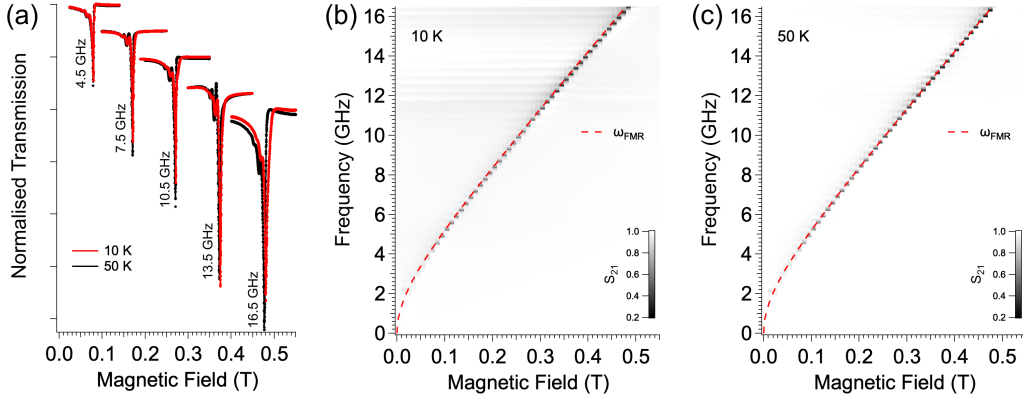 (a)
Normalised Transmission
4.5 GHz
7.5 GHz
10.5 GHz
13.5 GHz
16.5 GHz
10 K
50 K
0.0 0.1 0.2 0.3 0.4 0.5
Magnetic Field (T)
(b)
Frequency (GHz)
16
14
12
10
8
6
4
2
0
10 K
ωFMR
S21
1.0
0.8
0.6
0.4
0.2
0.0 0.1 0.2 0.3 0.4 0.5
Magnetic Field (T)
(c)
Frequency (GHz)
16
14
12
10
8
6
4
2
0
50 K
ωFMR
S21
1.0
0.8
0.6
0.4
0.2
0.0 0.1 0.2 0.3 0.4 0.5
Magnetic Field (T)